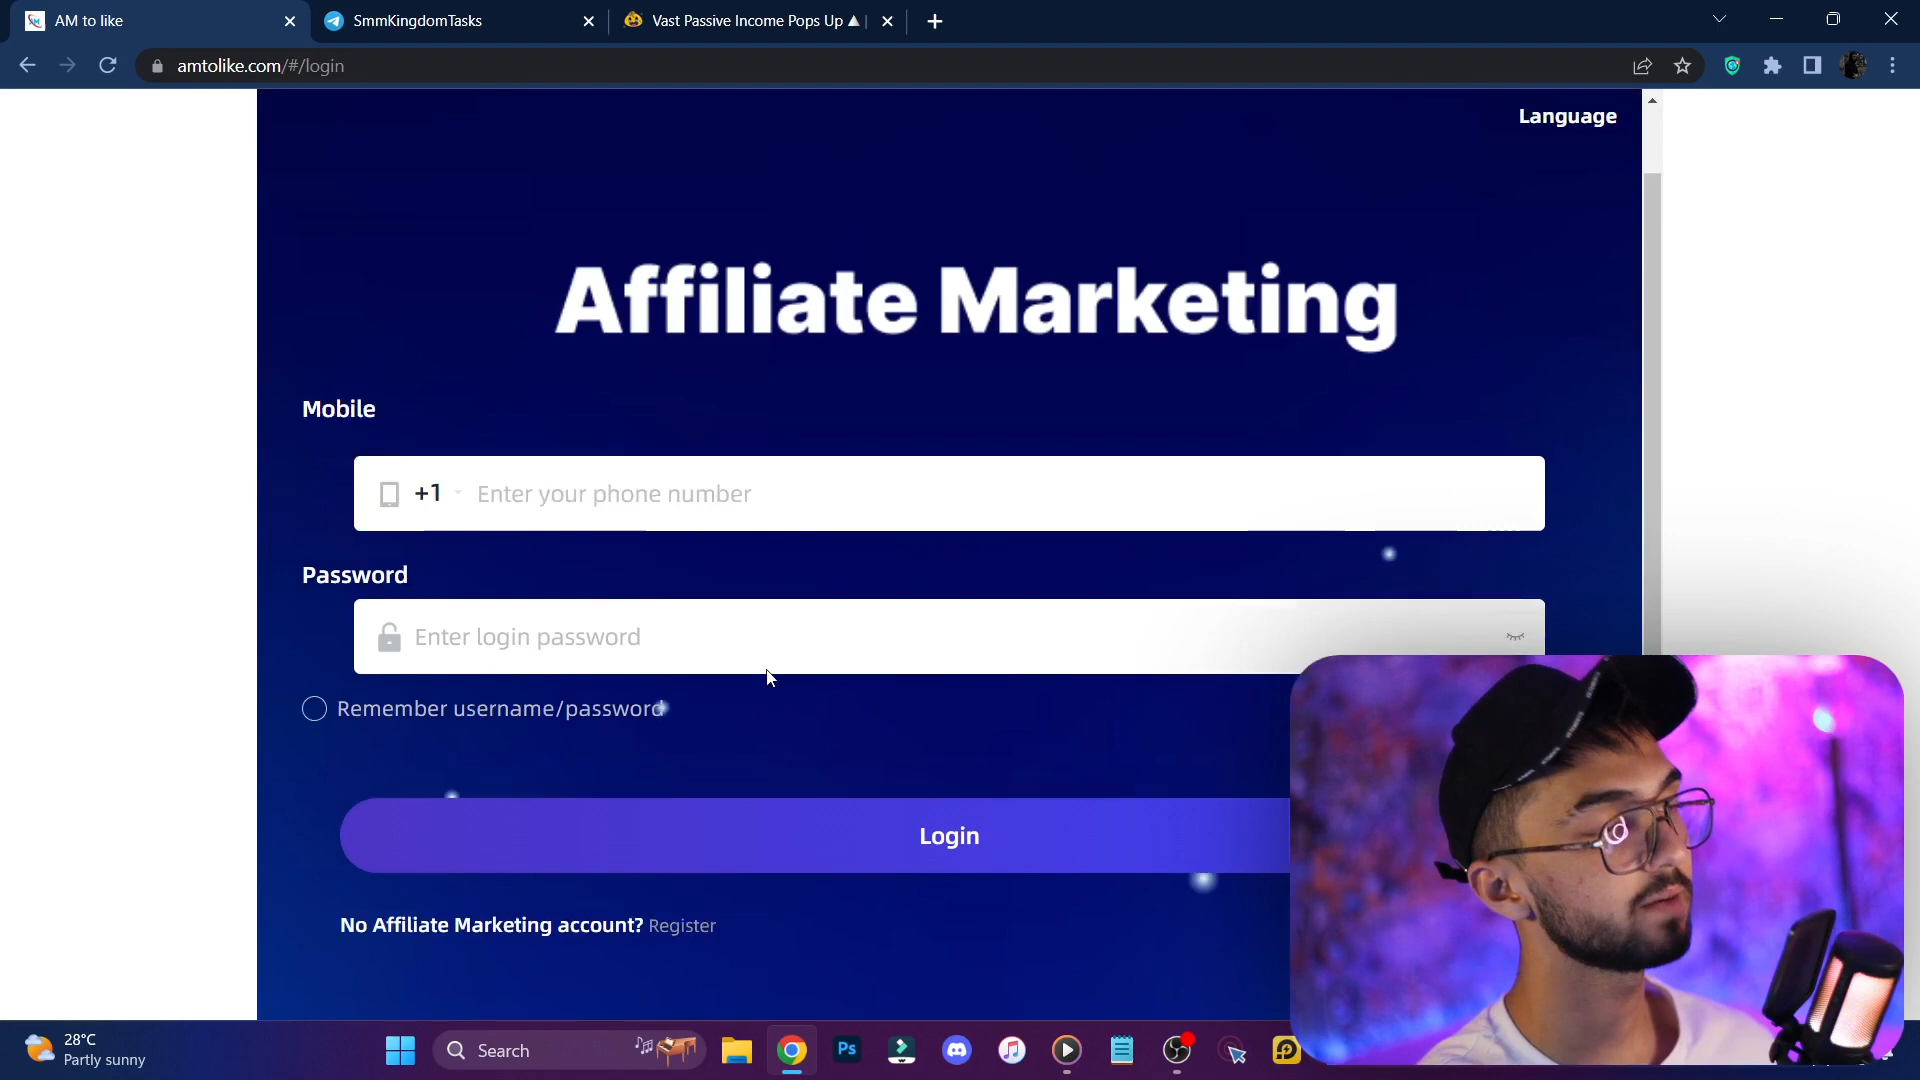 AM to like
SmmKingdomTasks
Vast Passive Income Pops Up
amtolike.com/#/login
Language
Affiliate Marketing
Mobile
+1
Enter your phone number
Password
Enter login password
Remember username/password
Login
No Affiliate Marketing account? Register
28°C
Partly sunny
Search
Ps